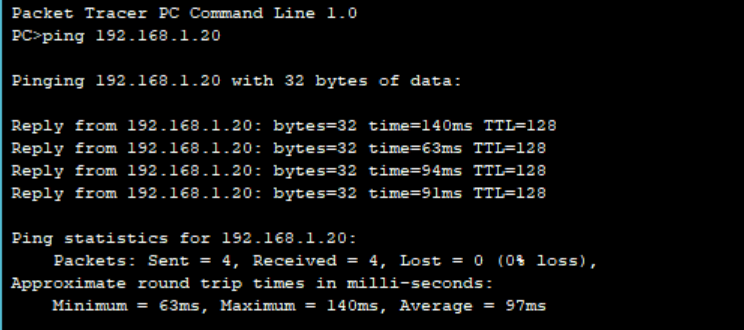 Packet Tracer PC Command Line 1.0
PC>ping 192.168.1.20
Pinging 192.168.1.20 with 32 bytes of data:
Reply from 192.168.1.20: bytes=32 time=140ms TTL=128
Reply from 192.168.1.20: bytes=32 time=63ms TTL=128
Reply from 192.168.1.20: bytes=32 time=94ms TTL=128
Reply from 192.168.1.20: bytes=32 time=91ms TTL=128
Ping statistics for 192.168.1.20:
Packets: Sent = 4, Received = 4, Lost = 0 (0% loss),
Approximate round trip times in milli-seconds:
Minimum = 63ms, Maximum = 140ms, Average = 97ms